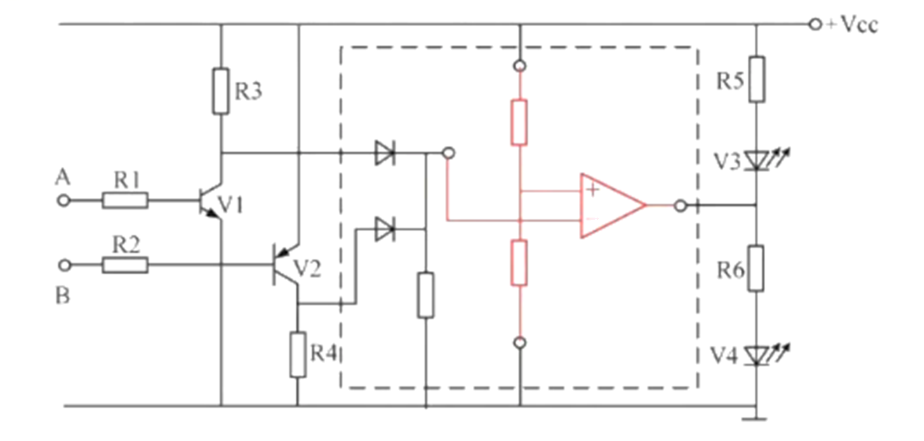 +Vcc
R3
R5
V3
A
R1
V1
+
−
R2
V2
B
R6
R4
V4